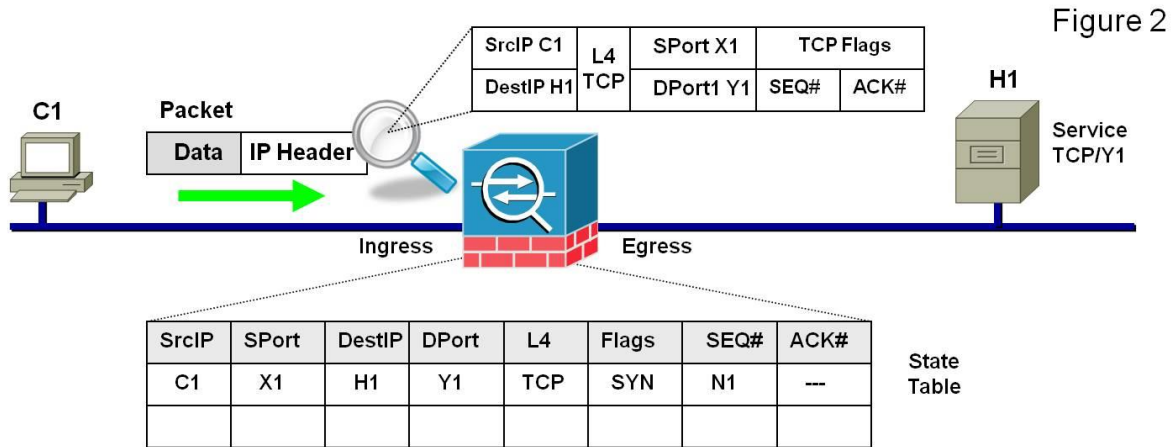 Figure 2
SrcIP C1 L4 TCP SPort X1 TCP Flags
DestIP H1 DPort1 Y1 SEQ# ACK#
C1
Packet
Data IP Header
H1
Service
TCP/Y1
Ingress Egress
SrcIP SPort DestIP DPort L4 Flags SEQ# ACK#
C1 X1 H1 Y1 TCP SYN N1 ---
State
Table